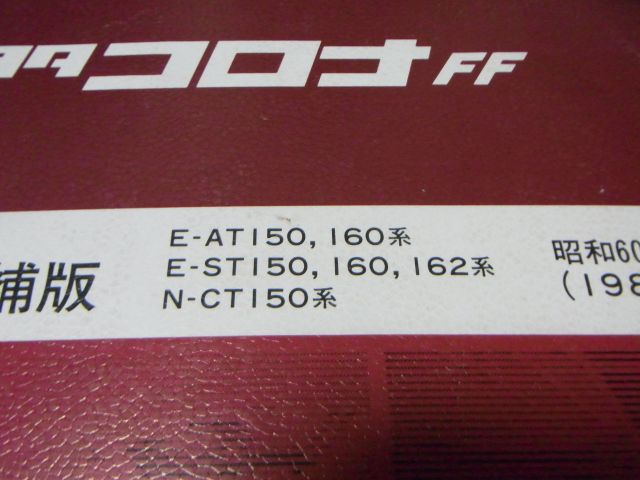 タコロナFF
補版
E-AT150, 160系
E-ST150, 160, 162系
N-CT150系
昭和60
(198